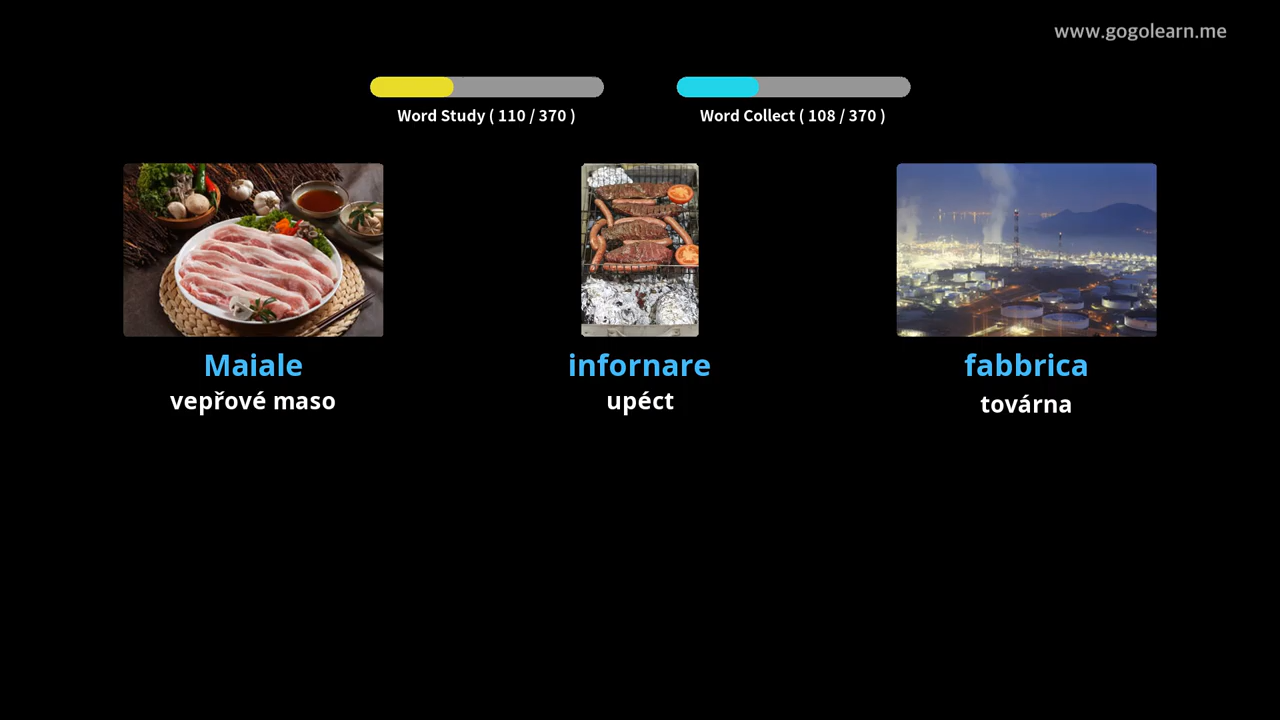 www.gogolearn.me
Word Study ( 110 / 370 )
Word Collect ( 108 / 370 )
Maiale
vepřové maso
infornare
upéct
fabbrica
továrna